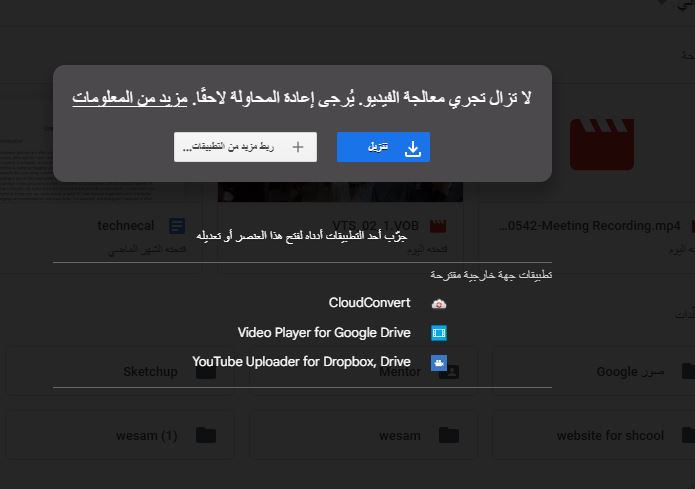 لا تزال تجري معالجة الفيديو. يُرجى إعادة المحاولة لاحقًا. مزيد من المعلومات
تنزيل
ربط مزيد من التطبيقات...
...0542-Meeting Recording.mp4
VTS_02_1.VOB
technecal
فتحته اليوم
فتحته الشهر الماضي
جرّب أحد التطبيقات أدناه لفتح هذا العنصر أو تعديله
تطبيقات جهة خارجية مقترحة
CloudConvert
Video Player for Google Drive
YouTube Uploader for Dropbox, Drive
صور Google
Mentor
Sketchup
website for shcool
wesam
wesam (1)